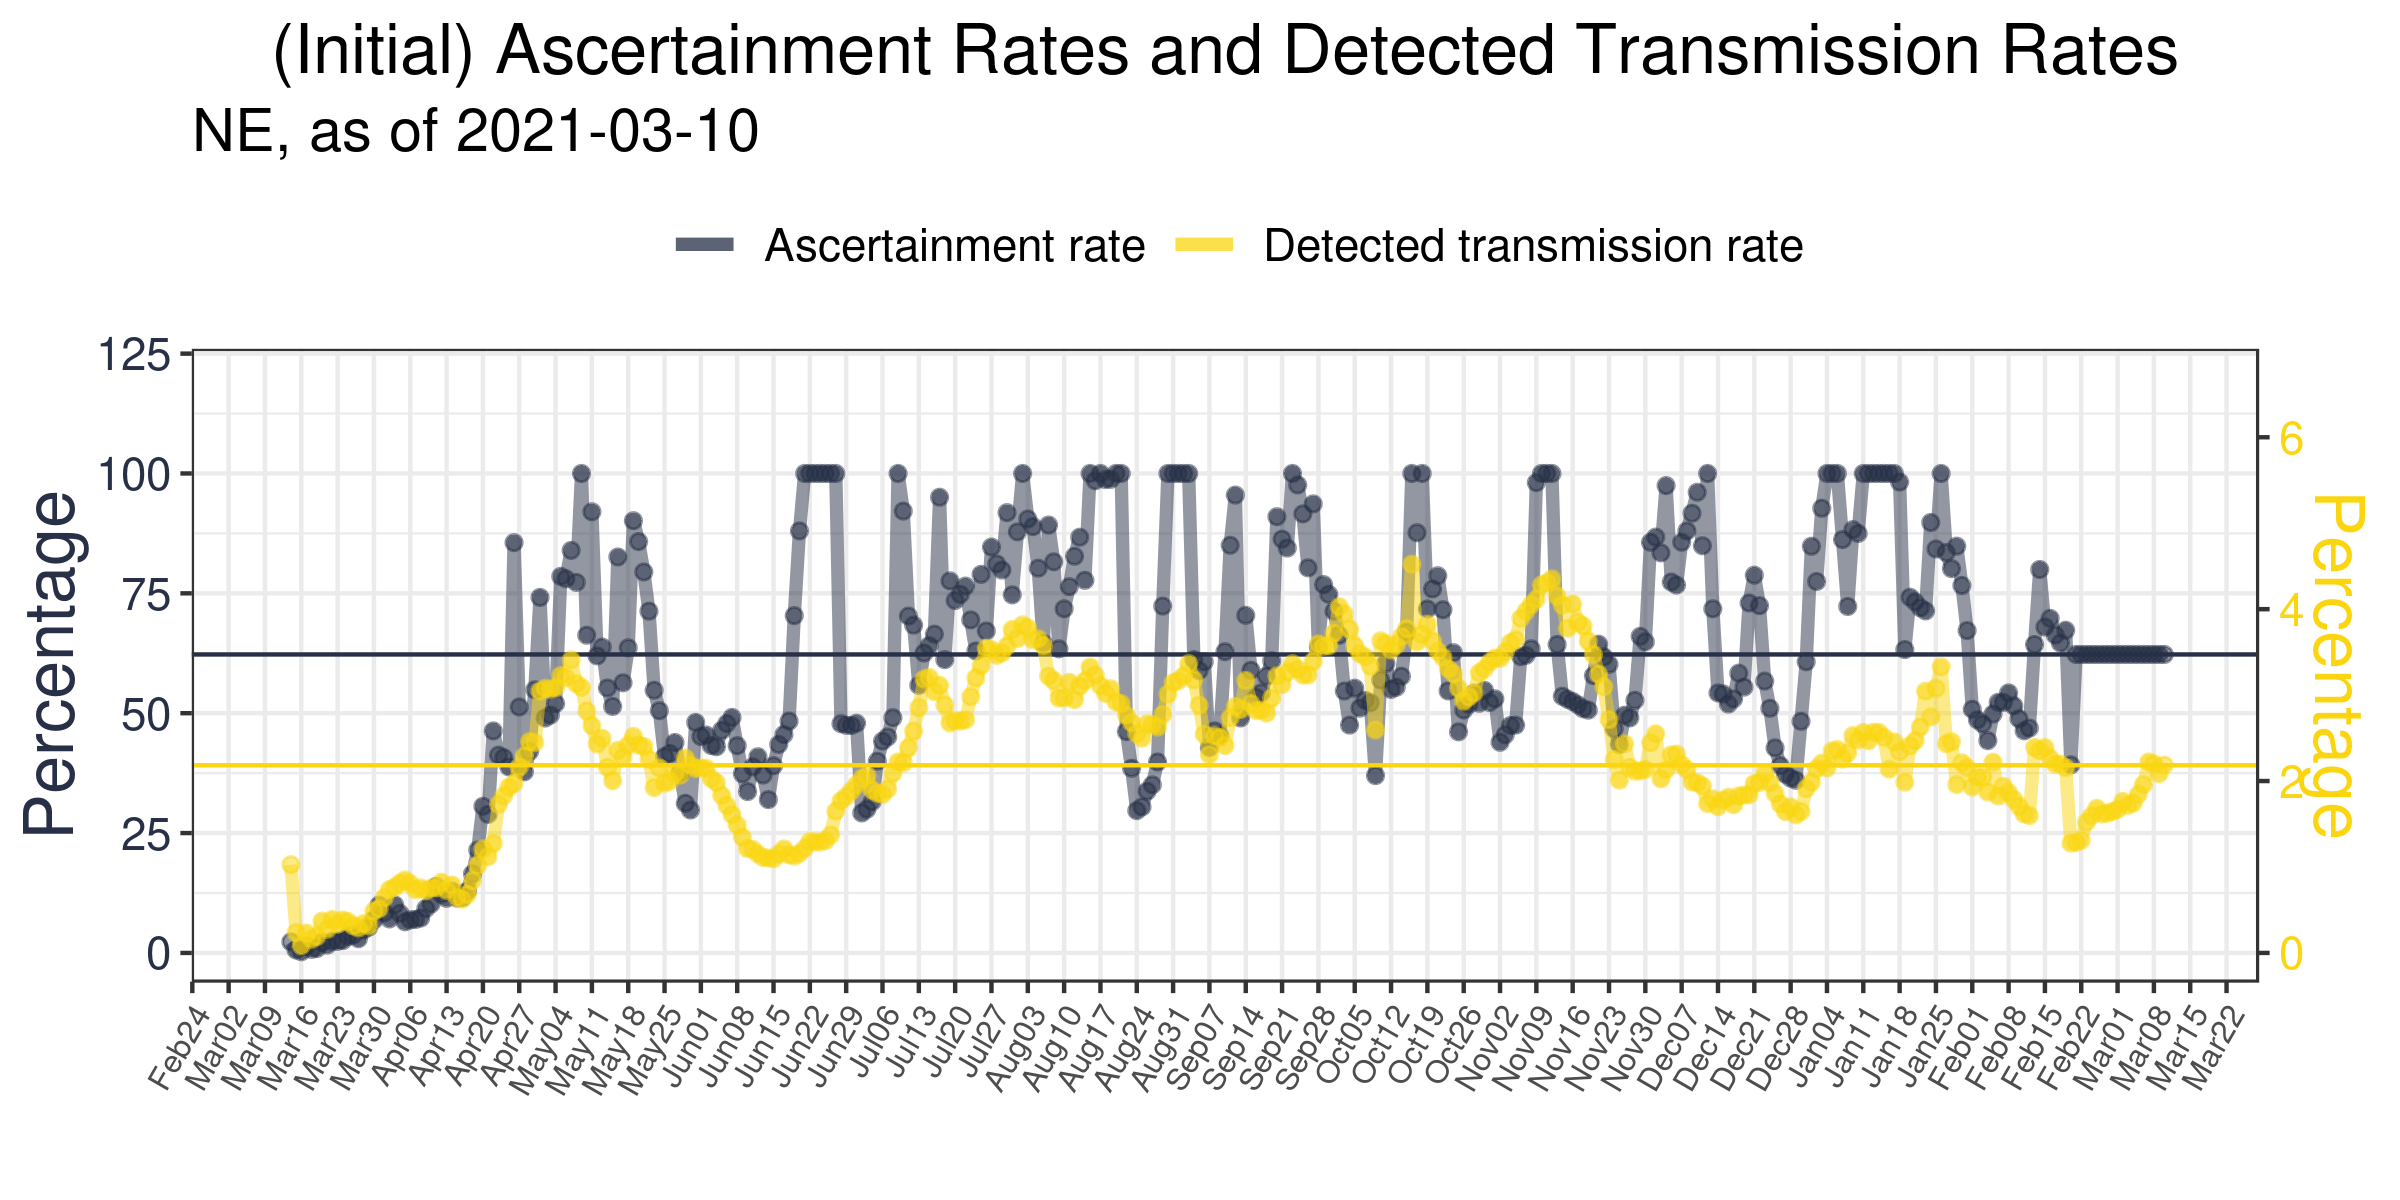 (Initial) Ascertainment Rates and Detected Transmission Rates
NE, as of 2021-03-10
Ascertainment rate
Detected transmission rate
Percentage
125
100
75
50
25
0
6
4
2
0
Percentage
Feb24
Mar02
Mar09
Mar16
Mar23
Mar30
Apr06
Apr13
Apr20
Apr27
May04
May11
May18
May25
Jun01
Jun08
Jun15
Jun22
Jun29
Jul06
Jul13
Jul20
Jul27
Aug03
Aug10
Aug17
Aug24
Aug31
Sep07
Sep14
Sep21
Sep28
Oct05
Oct12
Oct19
Oct26
Nov02
Nov09
Nov16
Nov23
Nov30
Dec07
Dec14
Dec21
Dec28
Jan04
Jan11
Jan18
Jan25
Feb01
Feb08
Feb15
Feb22
Mar01
Mar08
Mar15
Mar22